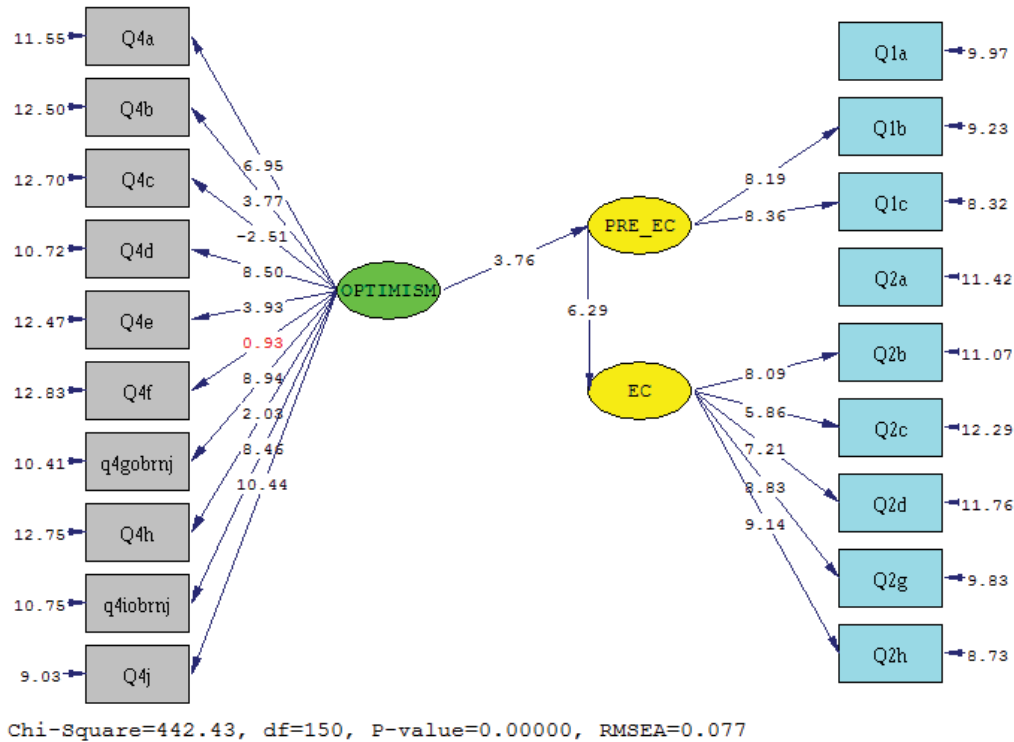 11.55 Q4a
12.50 Q4b
12.70 Q4c
10.72 Q4d
12.47 Q4e
12.83 Q4f
10.41 q4gobrnj
12.75 Q4h
10.75 q4iobrnj
9.03 Q4j
6.95
3.77
-2.51
8.50
3.93
0.93
8.94
2.03
8.46
10.44
OPTIMISM
3.76
PRE_EC
6.29
EC
8.19
8.36
8.09
5.86
7.21
8.83
9.14
Q1a 9.97
Q1b 9.23
Q1c 8.32
Q2a 11.42
Q2b 11.07
Q2c 12.29
Q2d 11.76
Q2g 9.83
Q2h 8.73
Chi-Square=442.43, df=150, P-value=0.00000, RMSEA=0.077